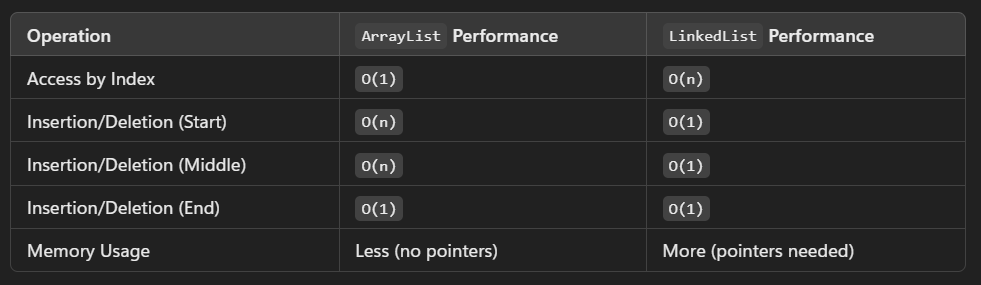 Operation ArrayList Performance LinkedList Performance
Access by Index O(1) O(n)
Insertion/Deletion (Start) O(n) O(1)
Insertion/Deletion (Middle) O(n) O(1)
Insertion/Deletion (End) O(1) O(1)
Memory Usage Less (no pointers) More (pointers needed)